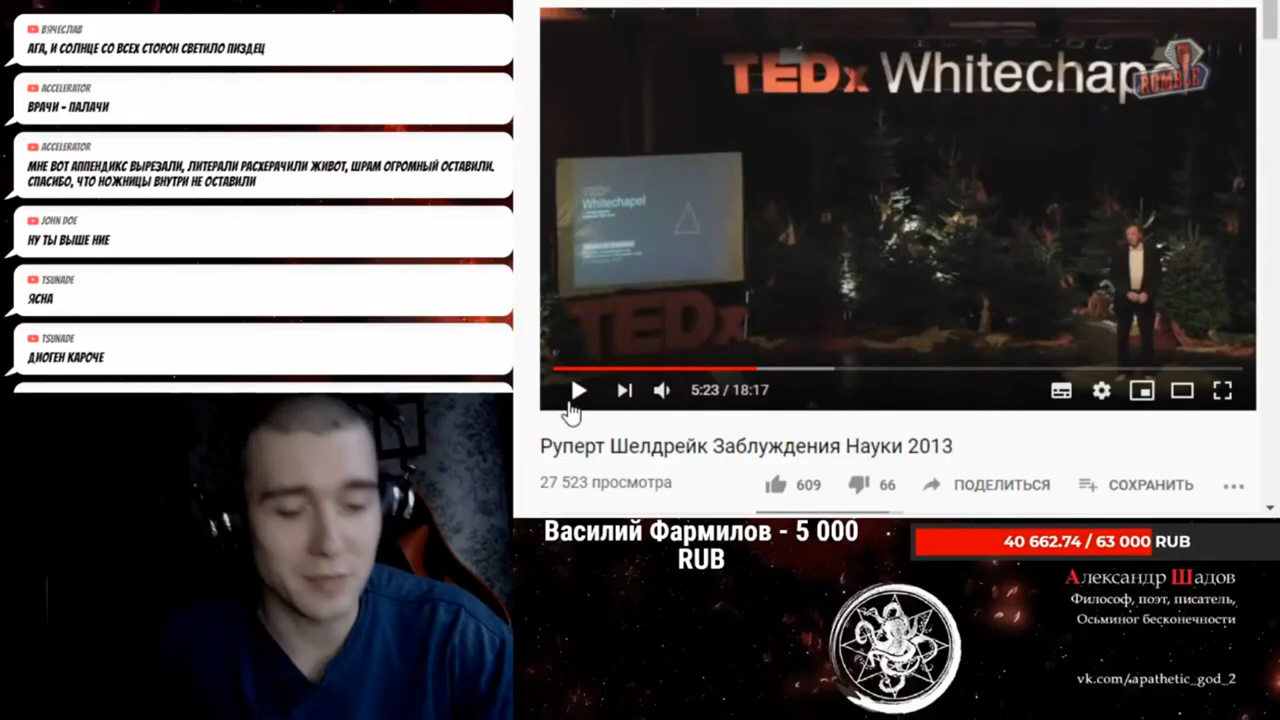 ВЯЧЕСЛАВ
АГА, И СОЛНЦЕ СО ВСЕХ СТОРОН СВЕТИЛО ПИЗДЕЦ
ACCELERATOR
ВРАЧИ - ПАЛАЧИ
ACCELERATOR
МНЕ ВОТ АППЕНДИКС ВЫРЕЗАЛИ, ЛИТЕРАЛИ РАСХЕРАЧИЛИ ЖИВОТ, ШРАМ ОГРОМНЫЙ ОСТАВИЛИ.
СПАСИБО, ЧТО НОЖНИЦЫ ВНУТРИ НЕ ОСТАВИЛИ
JOHN DOE
НУ ТЫ ВЫШЕ НИЕ
TSUNADE
ЯСНА
TSUNADE
ДИОГЕН КАРОЧЕ
TEDx Whitechapel
RUMBLE
TEDx
Whitechapel
TEDx
5:23 / 18:17
Руперт Шелдрейк Заблуждения Науки 2013
27 523 просмотра
609
66
ПОДЕЛИТЬСЯ
СОХРАНИТЬ
Василий Фармилов - 5 000
RUB
40 662.74 / 63 000 RUB
Александр Шадов
Философ, поэт, писатель,
Осьминог бесконечности
vk.com/apathetic_god_2